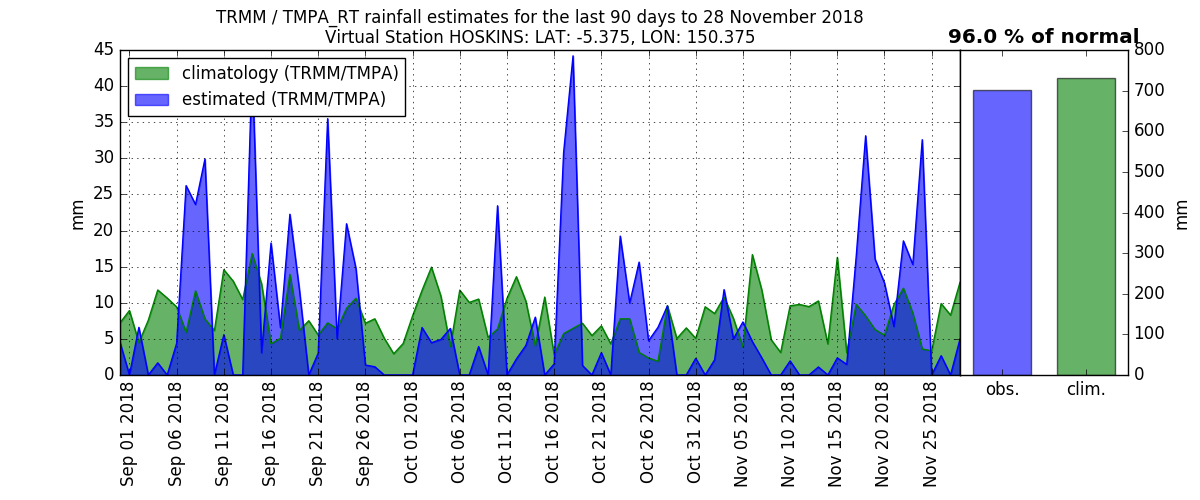 TRMM / TMPA_RT rainfall estimates for the last 90 days to 28 November 2018
Virtual Station HOSKINS: LAT: -5.375, LON: 150.375
96.0 % of normal
climatology (TRMM/TMPA)
estimated (TRMM/TMPA)
45
40
35
30
25
20
15
10
5
0
mm
Sep 01 2018
Sep 06 2018
Sep 11 2018
Sep 16 2018
Sep 21 2018
Sep 26 2018
Oct 01 2018
Oct 06 2018
Oct 11 2018
Oct 16 2018
Oct 21 2018
Oct 26 2018
Oct 31 2018
Nov 05 2018
Nov 10 2018
Nov 15 2018
Nov 20 2018
Nov 25 2018
obs.
clim.
800
700
600
500
400
300
200
100
0
mm